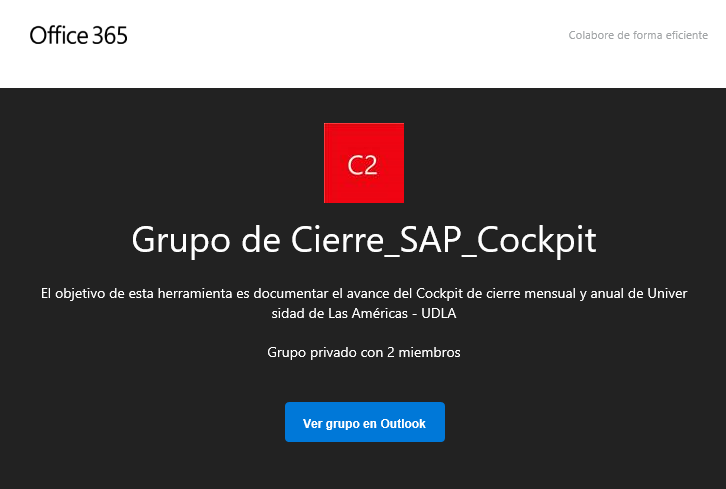 Office 365
Colabore de forma eficiente
C2
Grupo de Cierre_SAP_Cockpit
El objetivo de esta herramienta es documentar el avance del Cockpit de cierre mensual y anual de Univer
sidad de Las Américas - UDLA
Grupo privado con 2 miembros
Ver grupo en Outlook